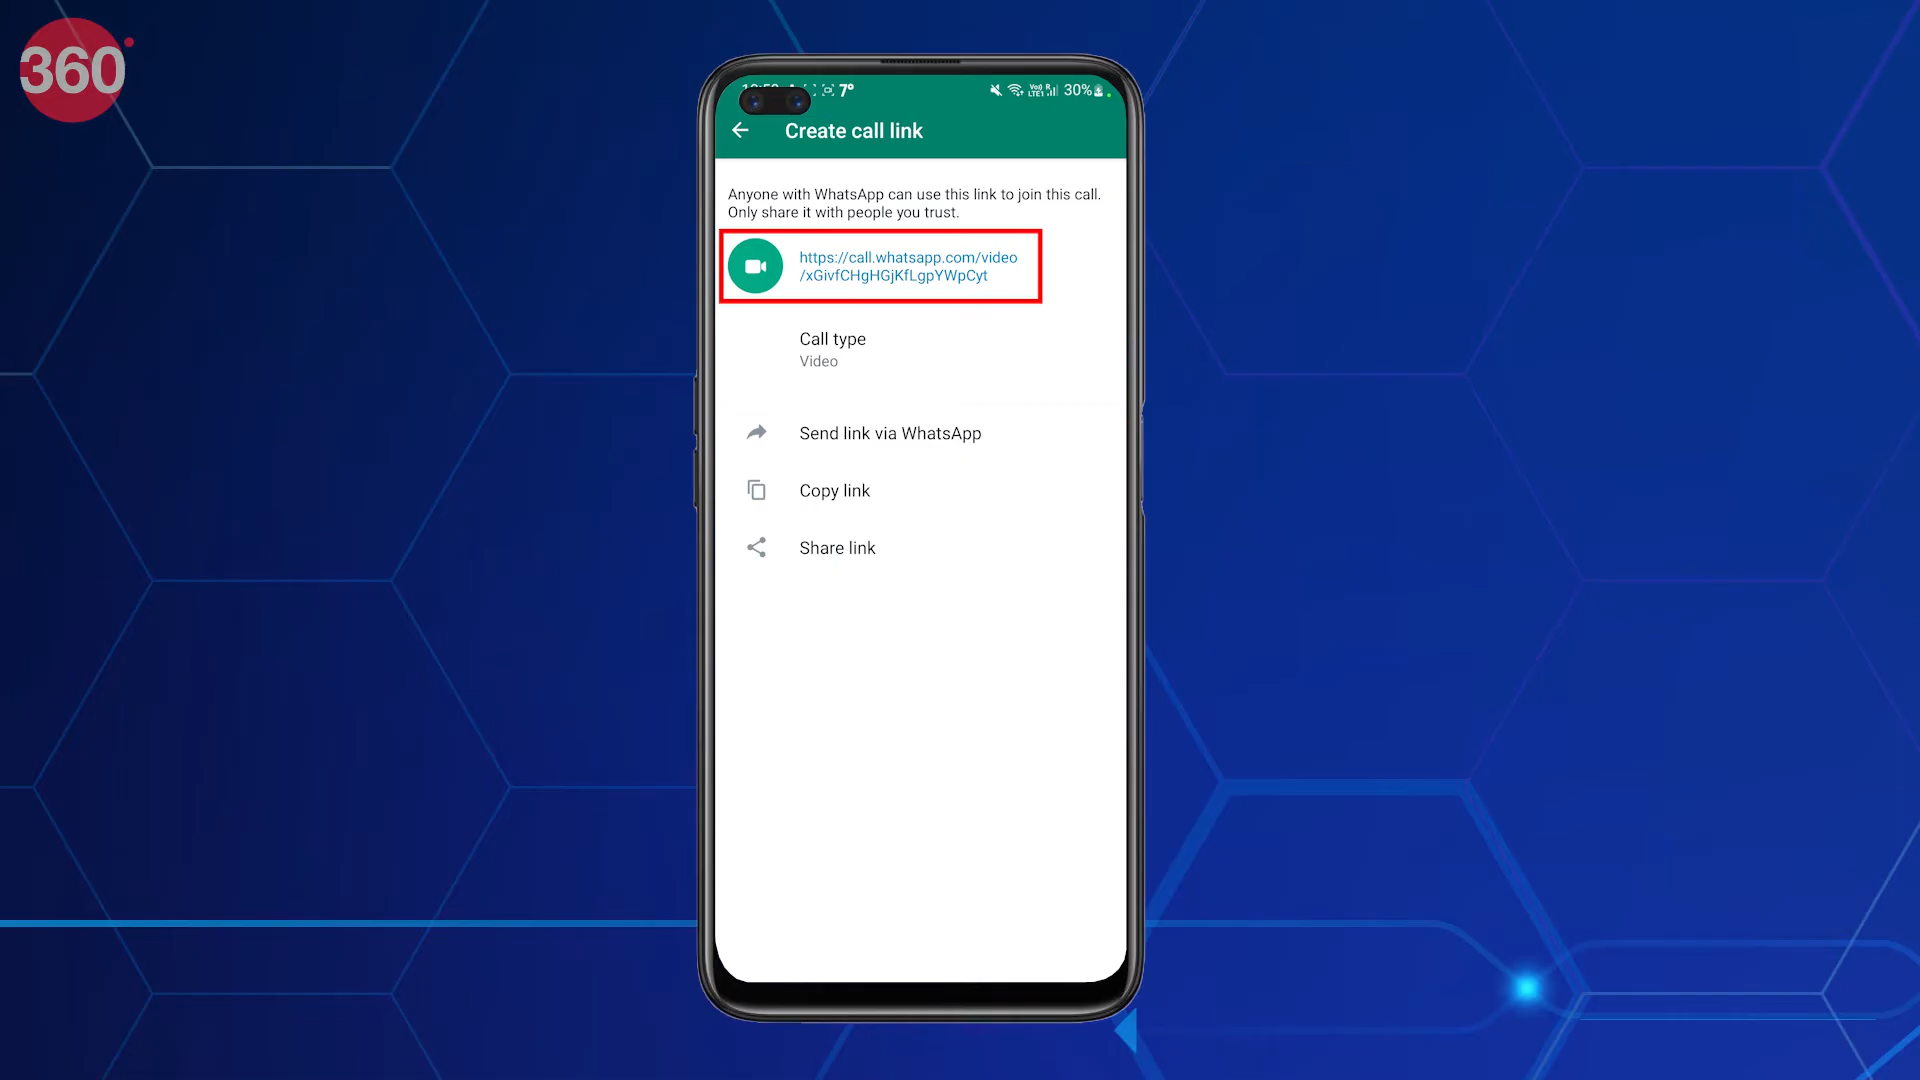 360
7°
VoD R
LTE1
30%
Create call link
Anyone with WhatsApp can use this link to join this call.
Only share it with people you trust.
https://call.whatsapp.com/video
/xGivfCHgHGjKfLgpYWpCyt
Call type
Video
Send link via WhatsApp
Copy link
Share link